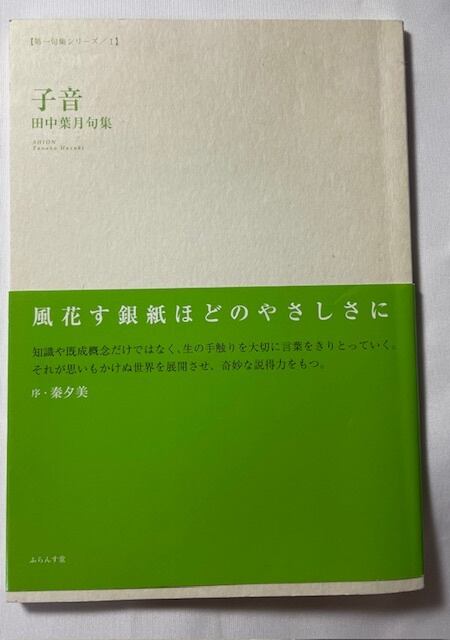 【第一句集シリーズ/1】
子音
田中葉月句集
SHION
Tanaka Hazuki
風花す銀紙ほどのやさしさに
知識や既成概念だけではなく、生の手触りを大切に言葉をきりとっていく。
それが思いもかけぬ世界を展開させ、奇妙な説得力をもつ。
序・秦夕美
ふらんす堂